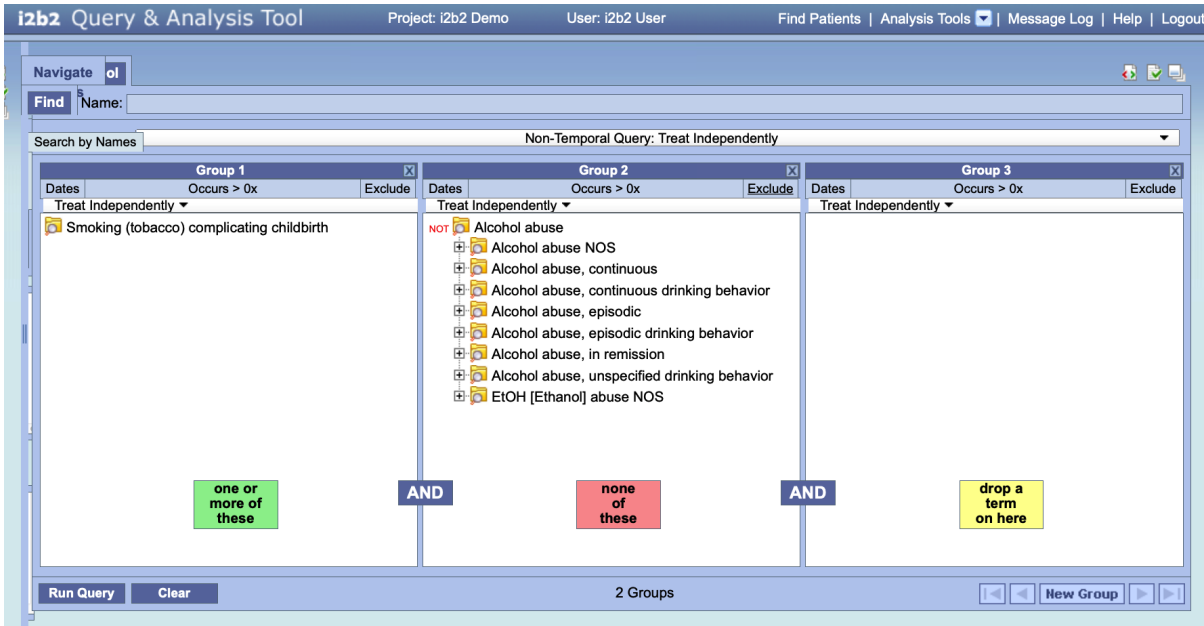 i2b2 Query & Analysis Tool Project: i2b2 Demo User: i2b2 User Find Patients | Analysis Tools | Message Log | Help | Logout
Navigate ol
s
Find Name:
Search by Names Non-Temporal Query: Treat Independently
Group 1 X Group 2 X Group 3 X
Dates Occurs > 0x Exclude Dates Occurs > 0x Exclude Dates Occurs > 0x Exclude
Treat Independently Treat Independently Treat Independently
Smoking (tobacco) complicating childbirth
NOT Alcohol abuse
Alcohol abuse NOS
Alcohol abuse, continuous
Alcohol abuse, continuous drinking behavior
Alcohol abuse, episodic
Alcohol abuse, episodic drinking behavior
Alcohol abuse, in remission
Alcohol abuse, unspecified drinking behavior
EtOH [Ethanol] abuse NOS
one or
more of
these
AND
none
of
these
AND
drop a
term
on here
Run Query Clear 2 Groups New Group